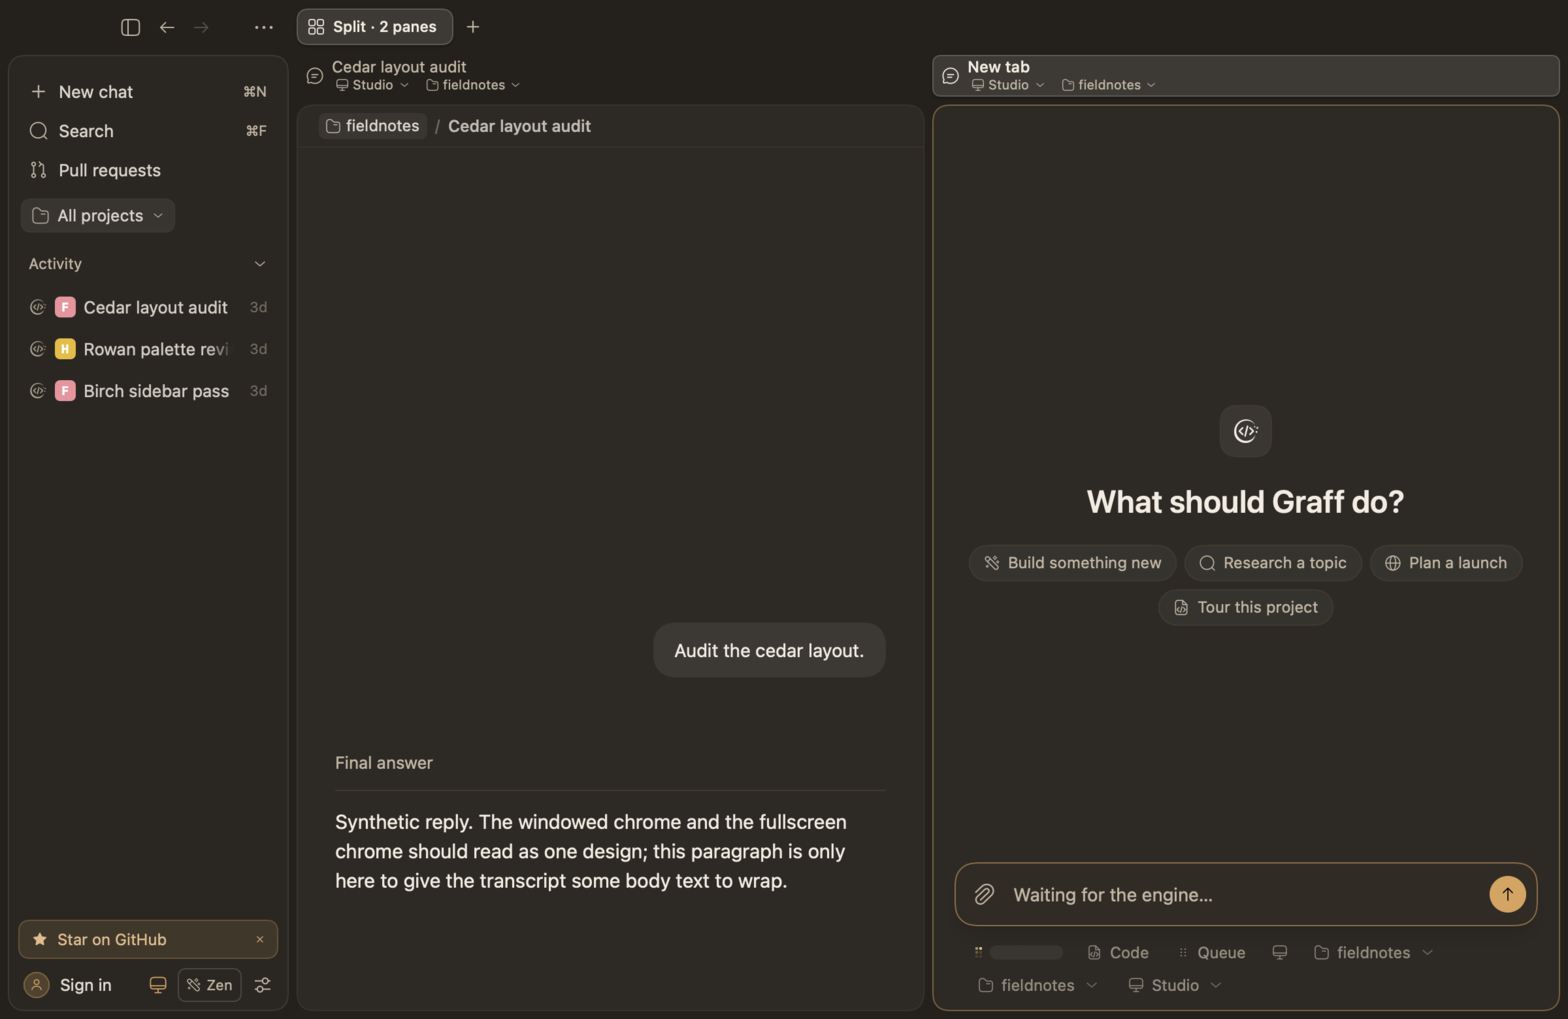 Split · 2 panes
New chat ⌘N
Search ⌘F
Pull requests
All projects
Activity
F Cedar layout audit 3d
H Rowan palette revi 3d
F Birch sidebar pass 3d
Star on GitHub ×
Sign in
Zen
Cedar layout audit
Studio fieldnotes
fieldnotes / Cedar layout audit
Audit the cedar layout.
Final answer
Synthetic reply. The windowed chrome and the fullscreen
chrome should read as one design; this paragraph is only
here to give the transcript some body text to wrap.
New tab
Studio fieldnotes
What should Graff do?
Build something new Research a topic Plan a launch
Tour this project
Waiting for the engine...
Code Queue fieldnotes
fieldnotes Studio